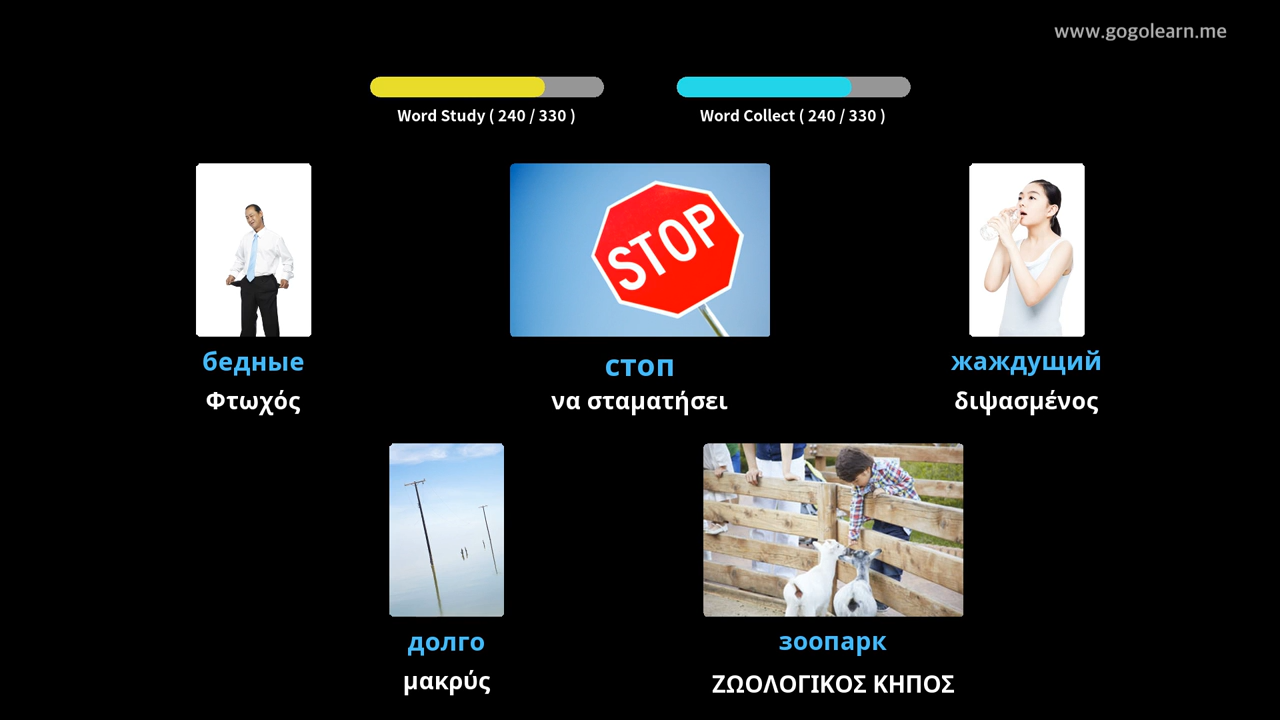 www.gogolearn.me
Word Study ( 240 / 330 )
Word Collect ( 240 / 330 )
STOP
бедные
Φτωχός
стоп
να σταματήσει
жаждущий
διψασμένος
долго
μακρύς
зоопарк
ΖΩΟΛΟΓΙΚΟΣ ΚΗΠΟΣ